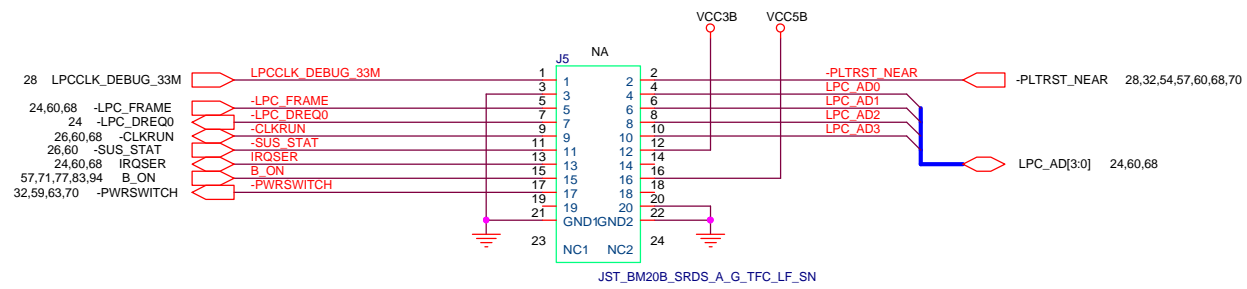 VCC3B VCC5B
NA
J5
28 LPCCLK_DEBUG_33M LPCCLK_DEBUG_33M 1 1 2 2 -PLTRST_NEAR -PLTRST_NEAR 28,32,54,57,60,68,70
3 3 4 4 LPC_AD0
24,60,68 -LPC_FRAME -LPC_FRAME 5 5 6 6 LPC_AD1
24 -LPC_DREQ0 -LPC_DREQ0 7 7 8 8 LPC_AD2
26,60,68 -CLKRUN -CLKRUN 9 9 10 10 LPC_AD3
26,60 -SUS_STAT -SUS_STAT 11 11 12 12
24,60,68 IRQSER IRQSER 13 13 14 14 LPC_AD[3:0] 24,60,68
57,71,77,83,94 B_ON B_ON 15 15 16 16
32,59,63,70 -PWRSWITCH -PWRSWITCH 17 17 18 18
19 19 20 20
21 GND1 GND2 22
23 NC1 NC2 24
JST_BM20B_SRDS_A_G_TFC_LF_SN